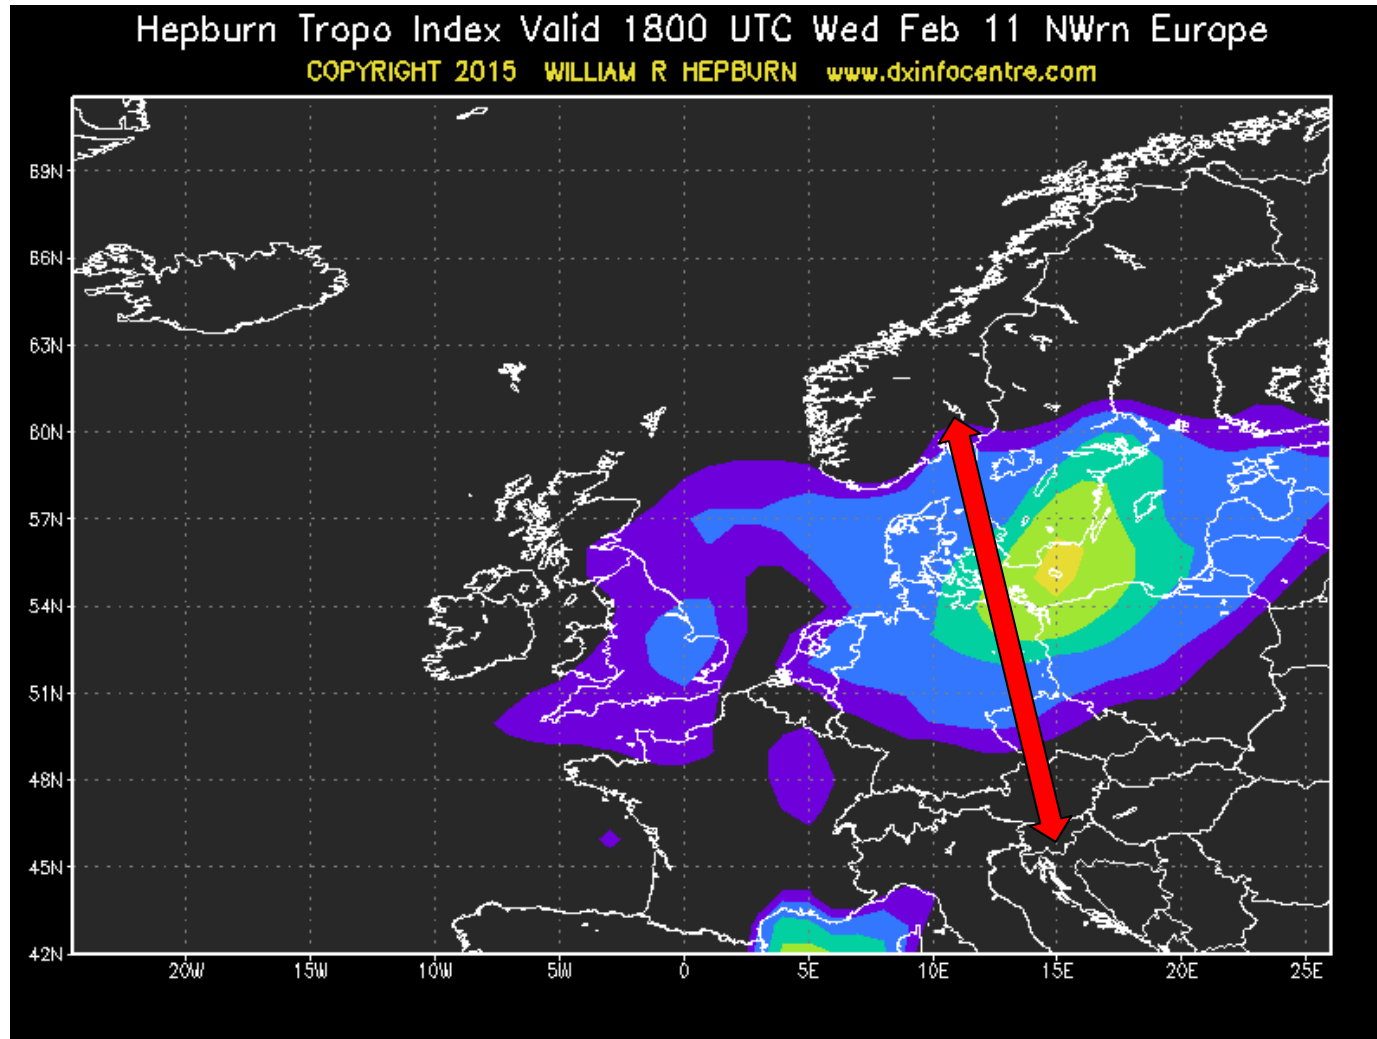 Hepburn Tropo Index Valid 1800 UTC Wed Feb 11 NWrn Europe
COPYRIGHT 2015 WILLIAM R HEPBURN www.dxinfocentre.com
69N
66N
63N
60N
57N
54N
51N
48N
45N
42N
20W 15W 10W 5W 0 5E 10E 15E 20E 25E